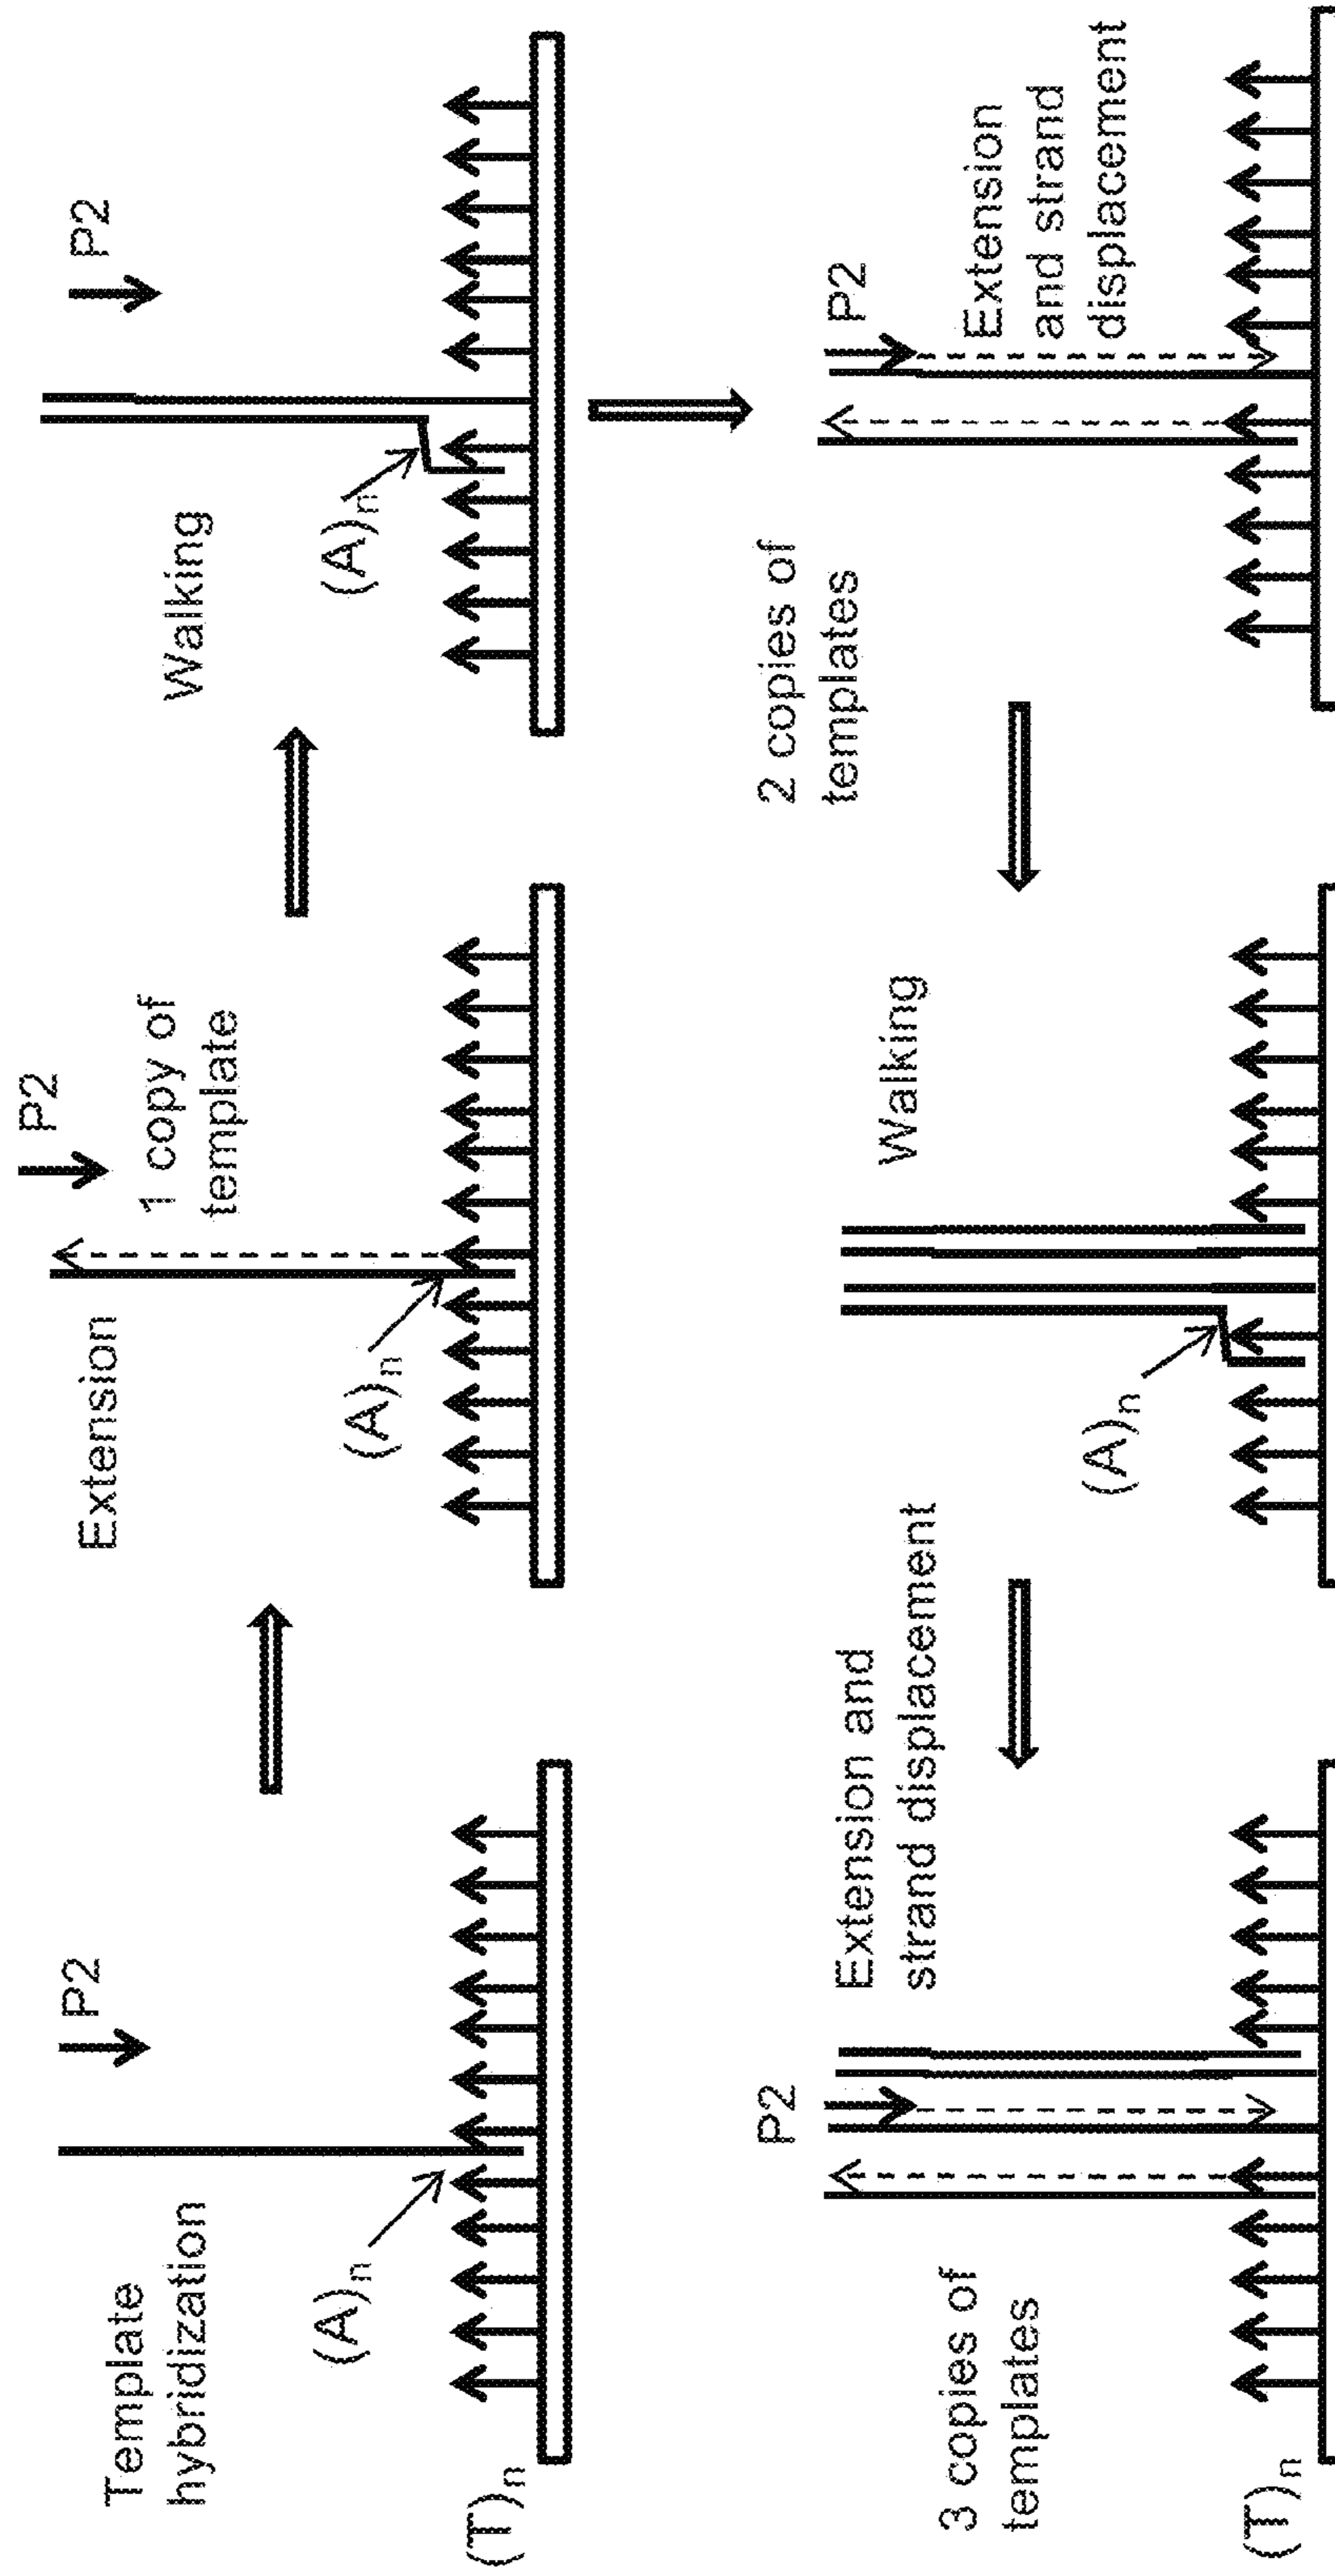 Template
hybridization
P2
(A)n
(T)n
Extension
P2
1 copy of
template
(A)n
Walking
P2
(A)n
2 copies of
templates
P2
Extension
and strand
displacement
Walking
(A)n
Extension and
strand displacement
P2
3 copies of
templates
(T)n